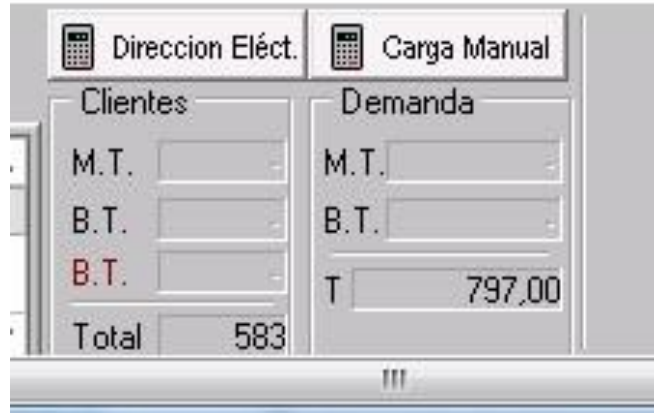 Direccion Eléct. Carga Manual
Clientes Demanda
M.T. - M.T. -
B.T. - B.T. -
B.T. -
T 797,00
Total 583